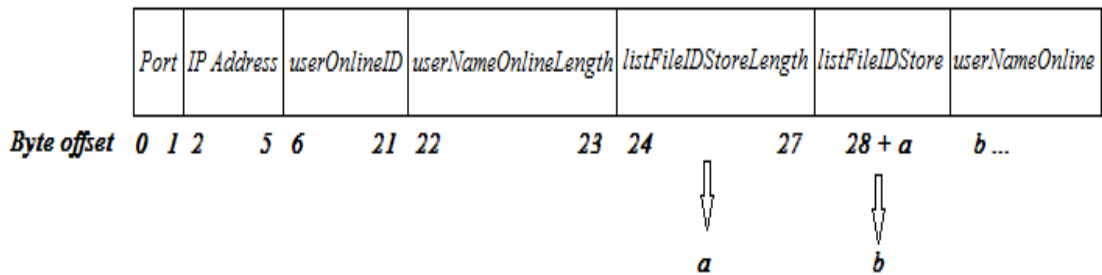 Port IP Address userOnlineID userNameOnlineLength listFileIDStoreLength listFileIDStore userNameOnline
Byte offset 0 1 2 5 6 21 22 23 24 27 28 + a b ...
a b